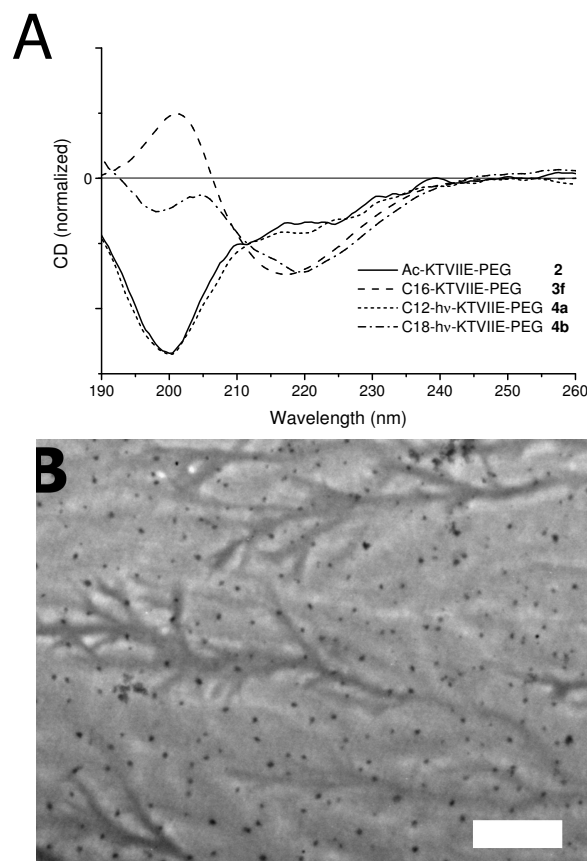 A
CD (normalized)
0
Ac-KTVIIE-PEG 2
C16-KTVIIE-PEG 3f
C12-hν-KTVIIE-PEG 4a
C18-hν-KTVIIE-PEG 4b
190 200 210 220 230 240 250 260
Wavelength (nm)
B